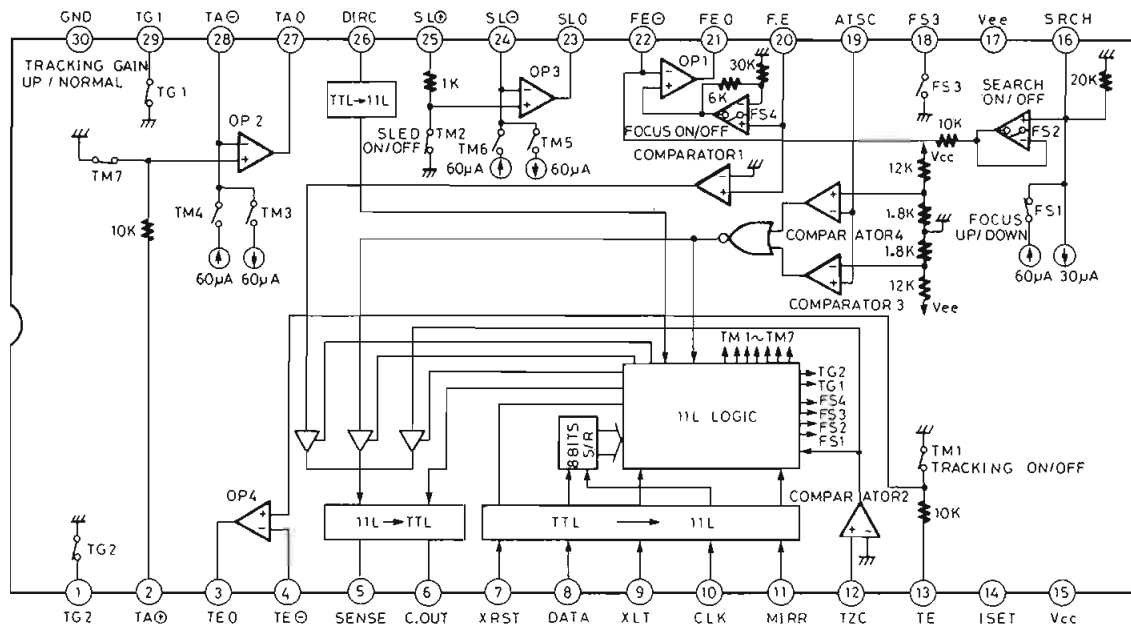 GND TG1 TA⊖ TAO DIRC SL⊕ SL⊖ SLO FE⊖ FEO F.E ATSC FS3 Vee SRCH
30 29 28 27 26 25 24 23 22 21 20 19 18 17 16
TRACKING GAIN
UP / NORMAL
TG1
TTL→11L
1K
OP3
OP1
30K
6K
FS4
FOCUS ON/OFF
FS3
SEARCH
ON/OFF
20K
10K
FS2
OP 2
SLED
ON/OFF
TM2
TM6
TM5
60μA
60μA
COMPARATOR1
Vcc
12K
TM7
10K
TM4
TM3
60μA
60μA
COMPARATOR4
1.8K
1.8K
FOCUS
UP/DOWN
FS1
60μA
30μA
COMPARATOR3
12K
Vee
TM1~TM7
11L LOGIC
TG2
TG1
FS4
FS3
FS2
FS1
8BITS
S/R
TM1
TRACKING ON/OFF
OP4
11L→TTL
TTL → 11L
COMPARATOR2
10K
TG2
1 2 3 4 5 6 7 8 9 10 11 12 13 14 15
TG2 TA⊕ TEO TE⊖ SENSE C.OUT XRST DATA XLT CLK MIRR TZC TE ISET Vcc